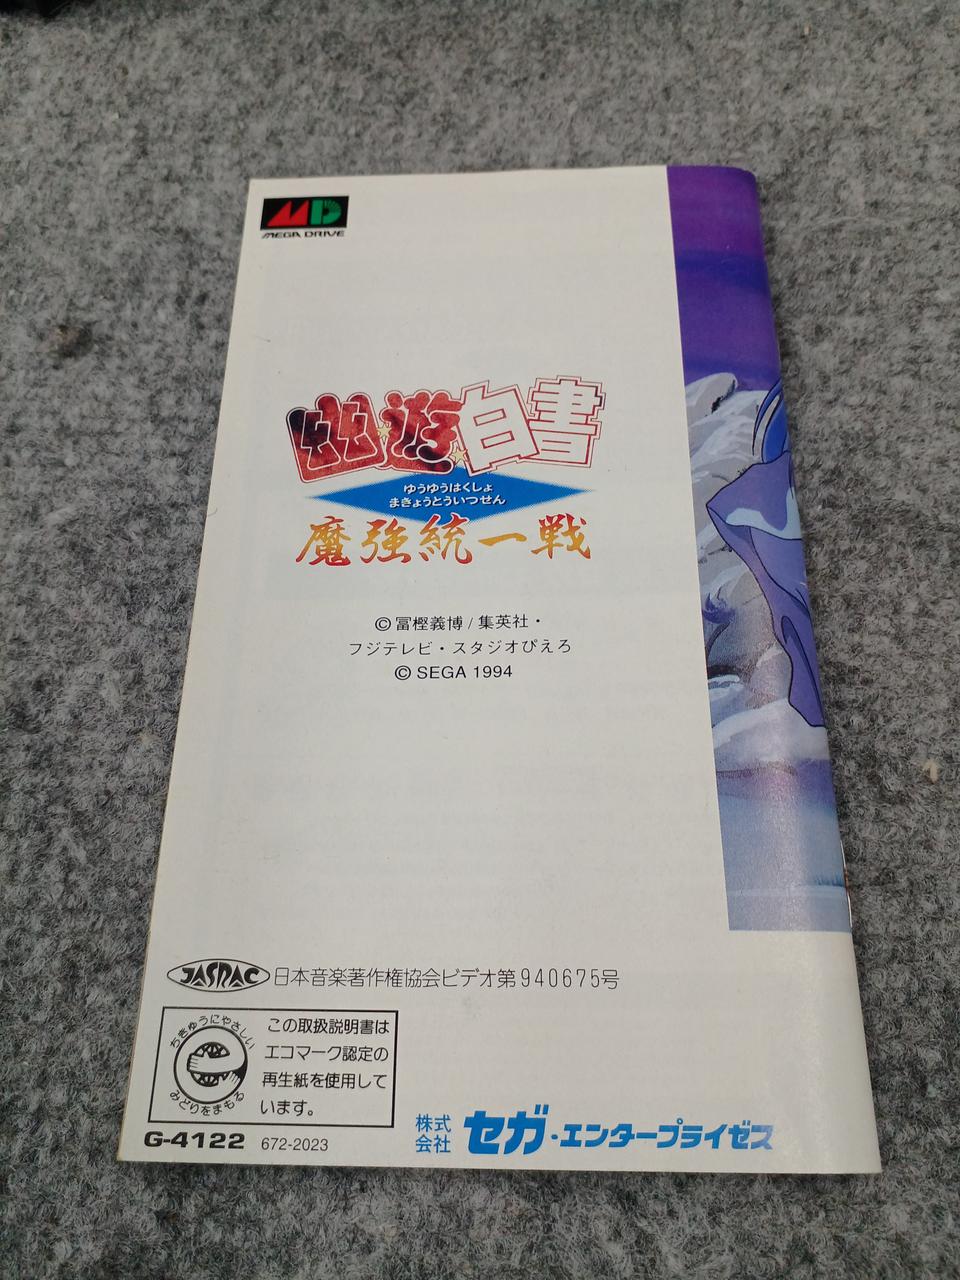 MD
MEGA DRIVE
幽☆遊☆白書
ゆうゆうはくしょ
まきょうとういつせん
魔強統一戦
© 冨樫義博 / 集英社・
フジテレビ・スタジオぴえろ
© SEGA 1994
JASRAC 日本音楽著作権協会ビデオ第940675号
ちきゅうにやさしい
e
みどりをまもる
この取扱説明書は
エコマーク認定の
再生紙を使用して
います。
G-4122 672-2023
株式会社 セガ・エンタープライゼス